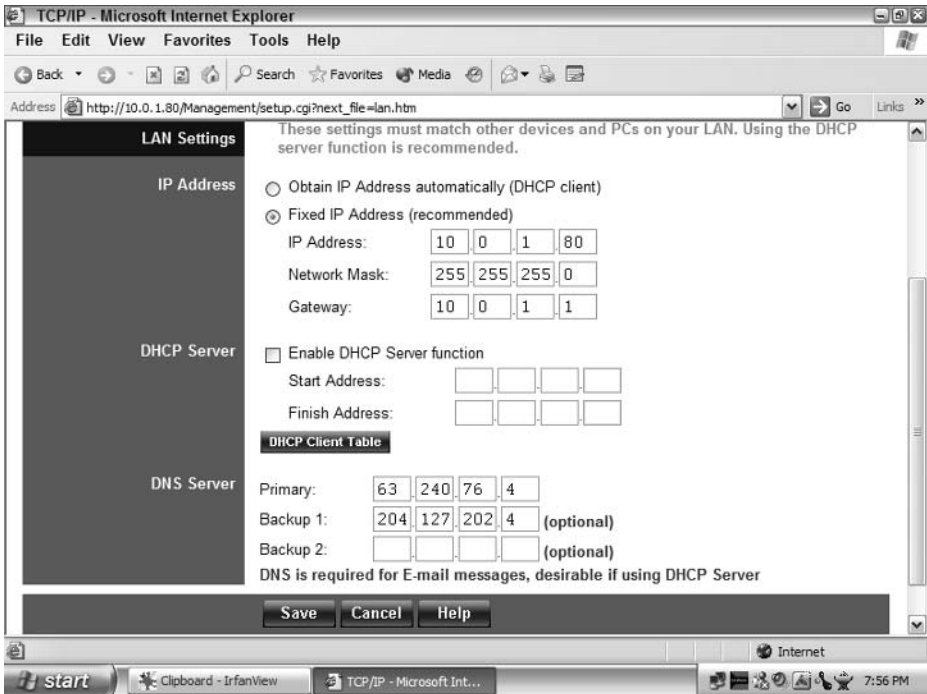 TCP/IP - Microsoft Internet Explorer
File Edit View Favorites Tools Help
Back Search Favorites Media
Address http://10.0.1.80/Management/setup.cgi?next_file=lan.htm Go Links »
LAN Settings
These settings must match other devices and PCs on your LAN. Using the DHCP
server function is recommended.
IP Address
Obtain IP Address automatically (DHCP client)
Fixed IP Address (recommended)
IP Address: 10 . 0 . 1 . 80
Network Mask: 255 . 255 . 255 . 0
Gateway: 10 . 0 . 1 . 1
DHCP Server
Enable DHCP Server function
Start Address: . . .
Finish Address: . . .
DHCP Client Table
DNS Server
Primary: 63 . 240 . 76 . 4
Backup 1: 204 . 127 . 202 . 4 (optional)
Backup 2: . . . (optional)
DNS is required for E-mail messages, desirable if using DHCP Server
Save Cancel Help
Internet
start Clipboard - IrfanView TCP/IP - Microsoft Int... 7:56 PM